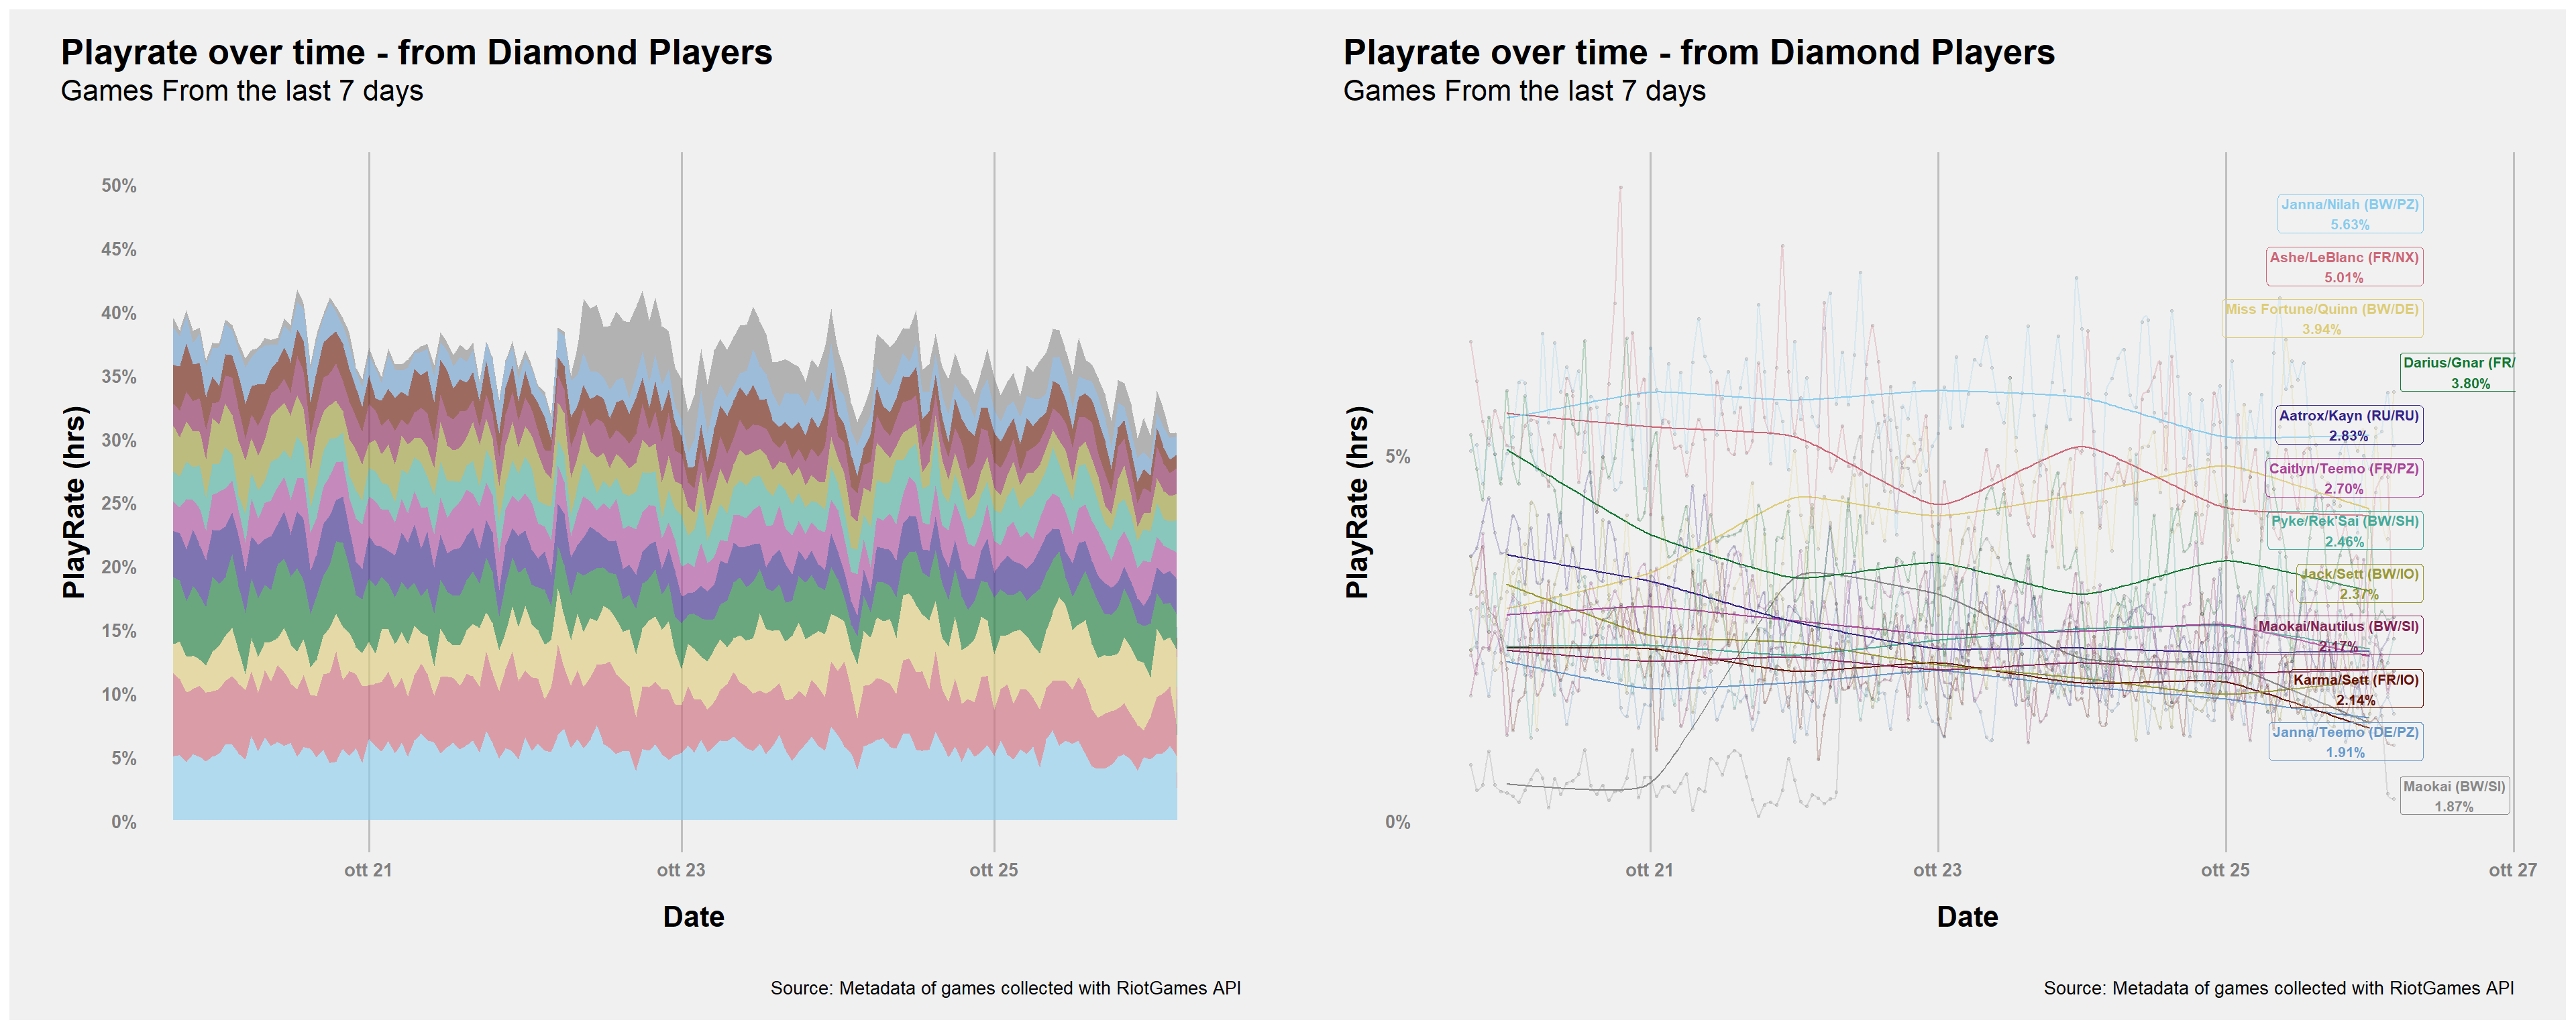 Playrate over time - from Diamond Players
Games From the last 7 days
PlayRate (hrs)
50%
45%
40%
35%
30%
25%
20%
15%
10%
5%
0%
ott 21
ott 23
ott 25
Date
Source: Metadata of games collected with RiotGames API
Playrate over time - from Diamond Players
Games From the last 7 days
PlayRate (hrs)
5%
0%
Janna/Nilah (BW/PZ)
5.63%
Ashe/LeBlanc (FR/NX)
5.01%
Miss Fortune/Quinn (BW/DE)
3.94%
Darius/Gnar (FR/
3.80%
Aatrox/Kayn (RU/RU)
2.83%
Caitlyn/Teemo (FR/PZ)
2.70%
Pyke/Rek'Sai (BW/SH)
2.46%
Jack/Sett (BW/IO)
2.37%
Maokai/Nautilus (BW/SI)
2.17%
Karma/Sett (FR/IO)
2.14%
Janna/Teemo (DE/PZ)
1.91%
Maokai (BW/SI)
1.87%
ott 21
ott 23
ott 25
ott 27
Date
Source: Metadata of games collected with RiotGames API